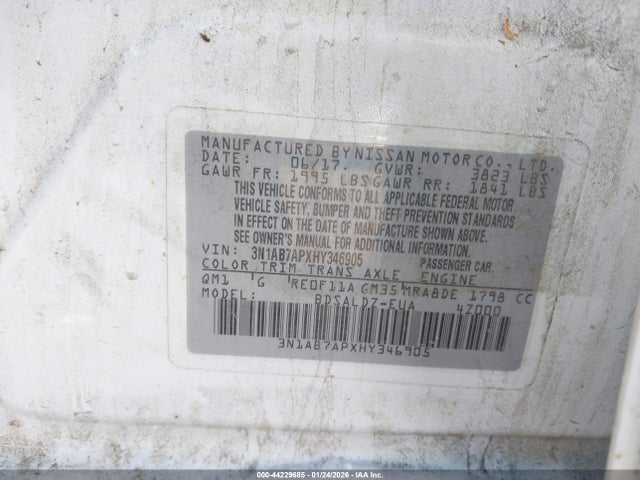 MANUFACTURED BY NISSAN MOTOR CO., LTD.
DATE: 06/17. GVWR: 3823 LBS
GAWR FR: 1995 LBS GAWR RR: 1841 LBS
THIS VEHICLE CONFORMS TO ALL APPLICABLE FEDERAL MOTOR
VEHICLE SAFETY, BUMPER AND THEFT PREVENTION STANDARDS
IN EFFECT ON THE DATE OF MANUFACTURE SHOWN ABOVE.
SEE OWNER'S MANUAL FOR ADDITIONAL INFORMATION.
VIN: 3N1AB7APXHY346905 PASSENGER CAR.
COLOR TRIM TRANS AXLE ENGINE
QM1 G RE0F11A GM35 MRA8DE 1798 CC
MODEL: BDSALDZ-EUA 4Z000
3N1AB7APXHY346905
000-44229685 - 01/24/2026 - IAA Inc.